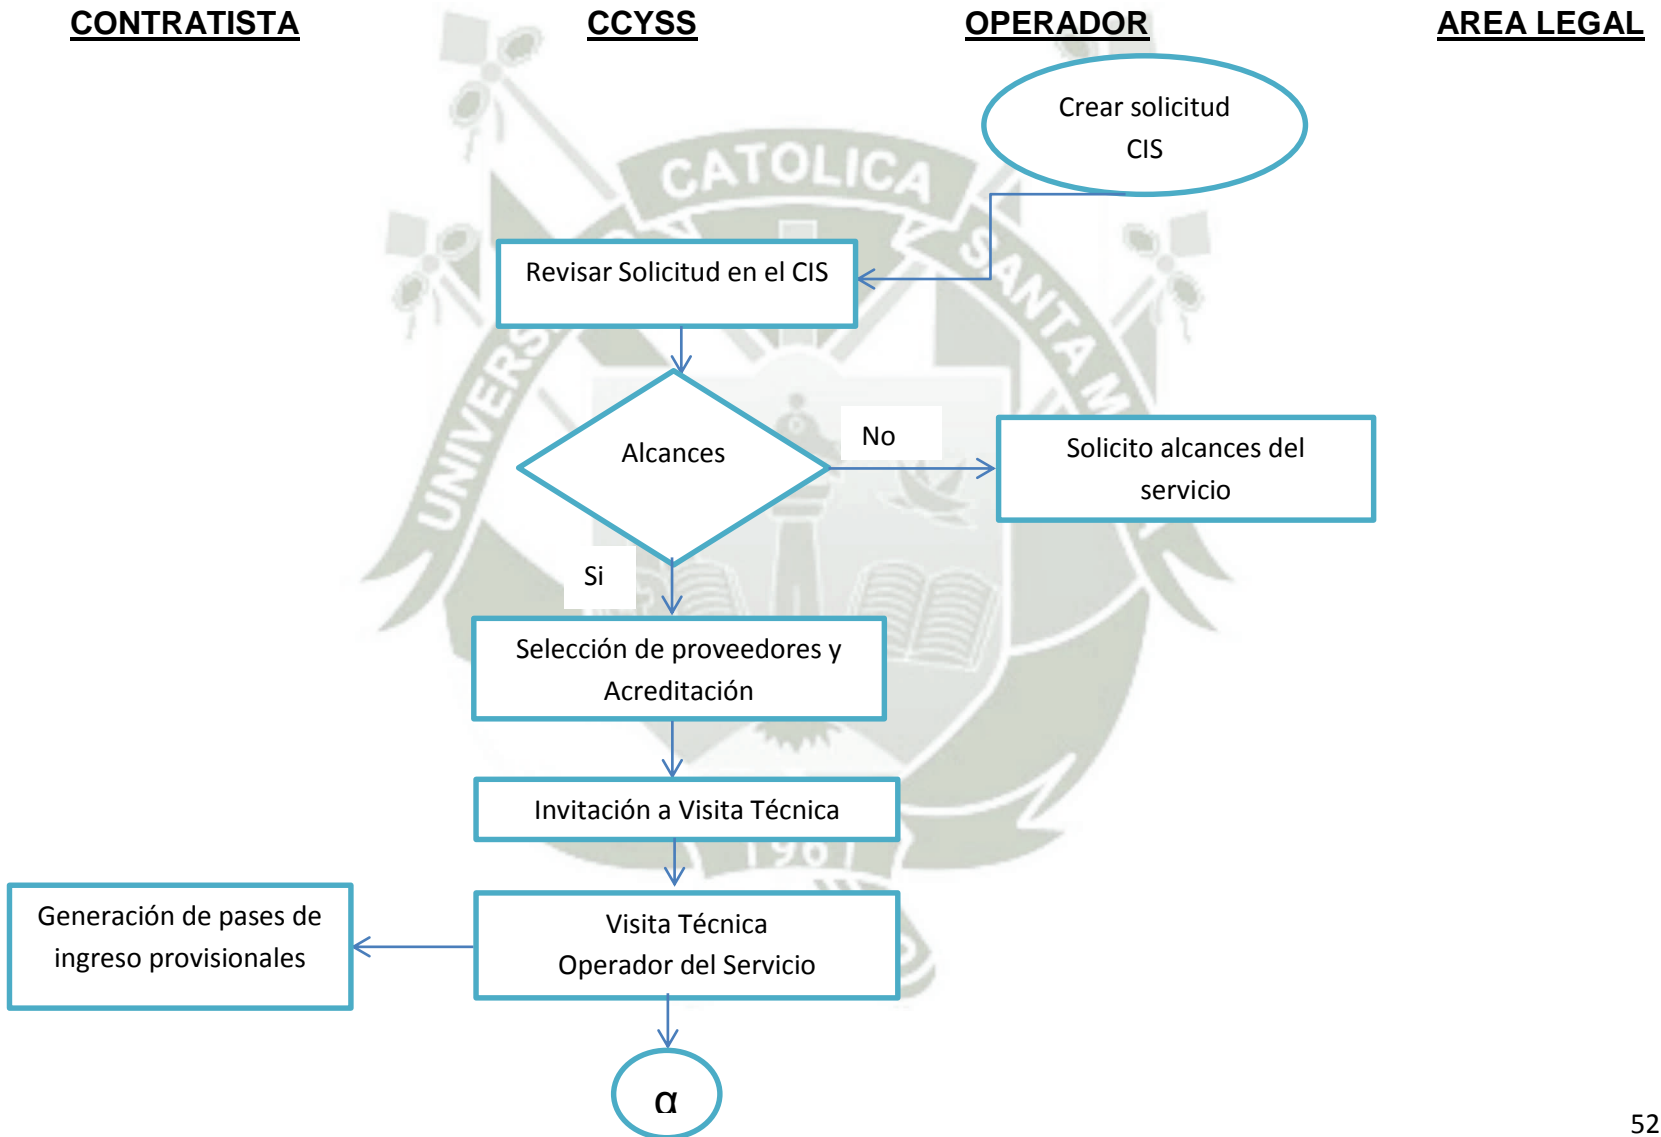 CONTRATISTA CCYSS OPERADOR AREA LEGAL
Crear solicitud
CIS
CATOLICA
SANTA M
UNIVERS
Revisar Solicitud en el CIS
Alcances
No
Solicito alcances del
servicio
Si
Selección de proveedores y
Acreditación
Invitación a Visita Técnica
1961
Generación de pases de
ingreso provisionales
Visita Técnica
Operador del Servicio
α
52